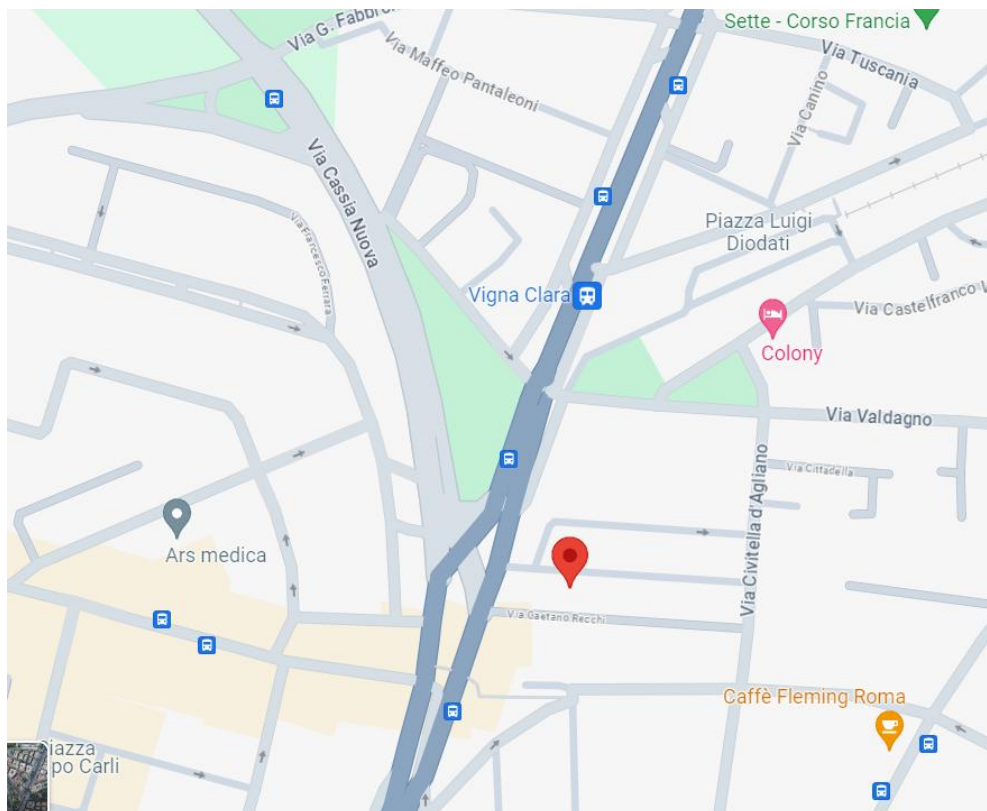 Sette - Corso Francia
Via G. Fabbron
Via Maffeo Pantaleoni
Via Tuscania
Via Canino
Via Cassia Nuova
Via Francesco Ferrara
Piazza Luigi
Diodati
Vigna Clara
Via Castelfranco V
Colony
Via Valdagno
Via Cittadella
Via Civitella d'Agliano
Ars medica
Via Gaetano Recchi
Caffè Fleming Roma
Piazza
po Carli